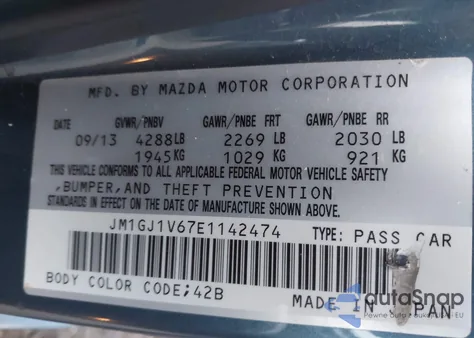 MFD. BY MAZDA MOTOR CORPORATION
DATE GVWR/PNBV GAWR/PNBE FRT GAWR/PNBE RR
09/13 4288LB 2269 LB 2030 LB
1945KG 1029 KG 921 KG
THIS VEHICLE CONFORMS TO ALL APPLICABLE FEDERAL MOTOR VEHICLE SAFETY
,BUMPER,AND THEFT PREVENTION
STANDARDS IN EFFECT ON THE DATE OF MANUFACTURE SHOWN ABOVE.
JM1GJ1V67E1142474 TYPE: PASS CAR
BODY COLOR CODE;42B
MADE IN PAN
autoSnap